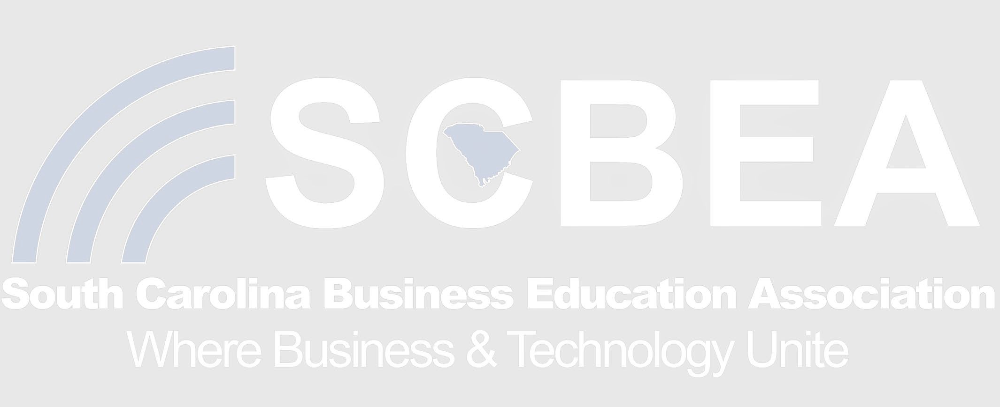 SCBEA
South Carolina Business Education Association
Where Business & Technology Unite